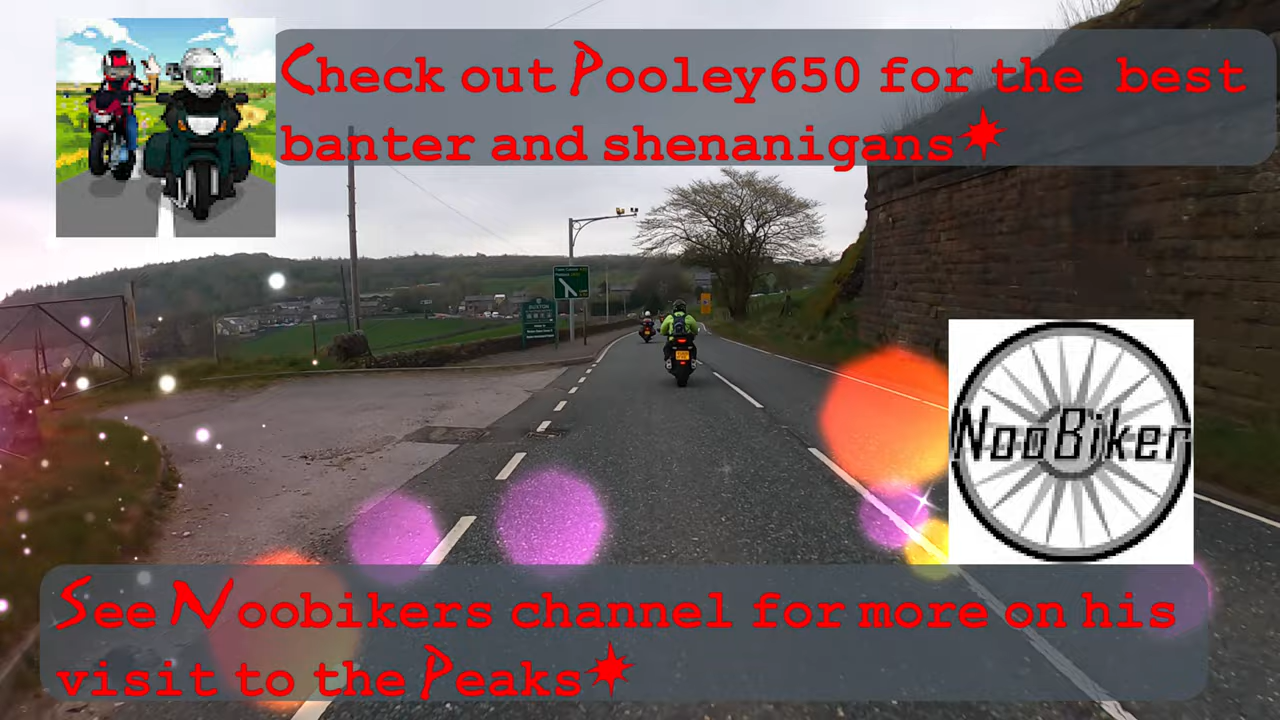 Check out Pooley650 for the best
banter and shenanigans*
BUXTON
NooBiker
See Noobikers channel for more on his
visit to the Peaks*